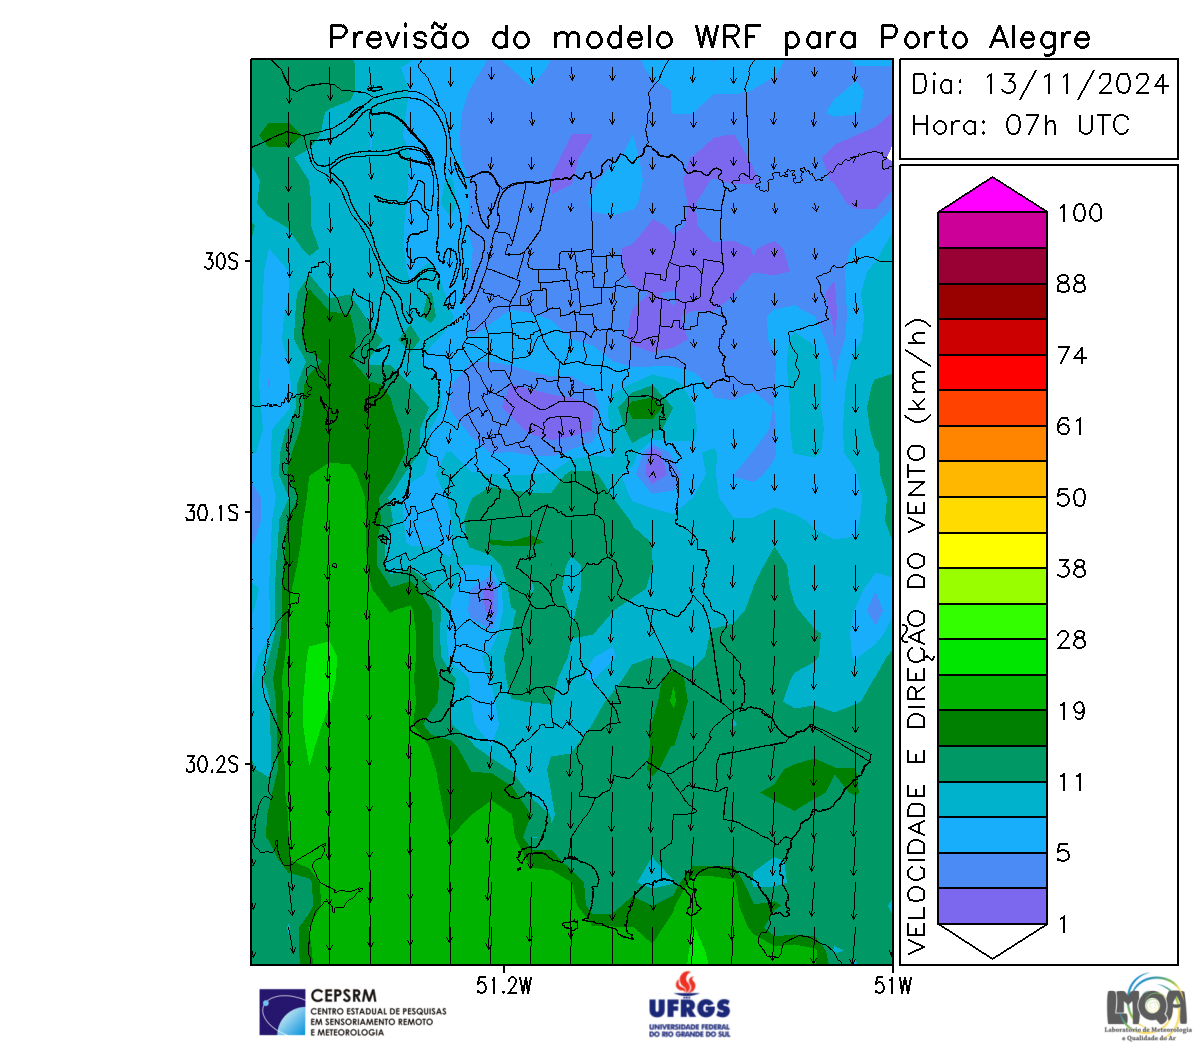 Previsão do modelo WRF para Porto Alegre
Dia: 13/11/2024
Hora: 07h UTC
100
88
74
61
50
38
28
19
11
5
1
VELOCIDADE E DIREÇÃO DO VENTO (km/h)
30S
30.1S
30.2S
51.2W
51W
CEPSRM
CENTRO ESTADUAL DE PESQUISAS
EM SENSORIAMENTO REMOTO
E METEOROLOGIA
UFRGS
UNIVERSIDADE FEDERAL
DO RIO GRANDE DO SUL
LMQA
Laboratório de Meteorologia
e Qualidade do Ar